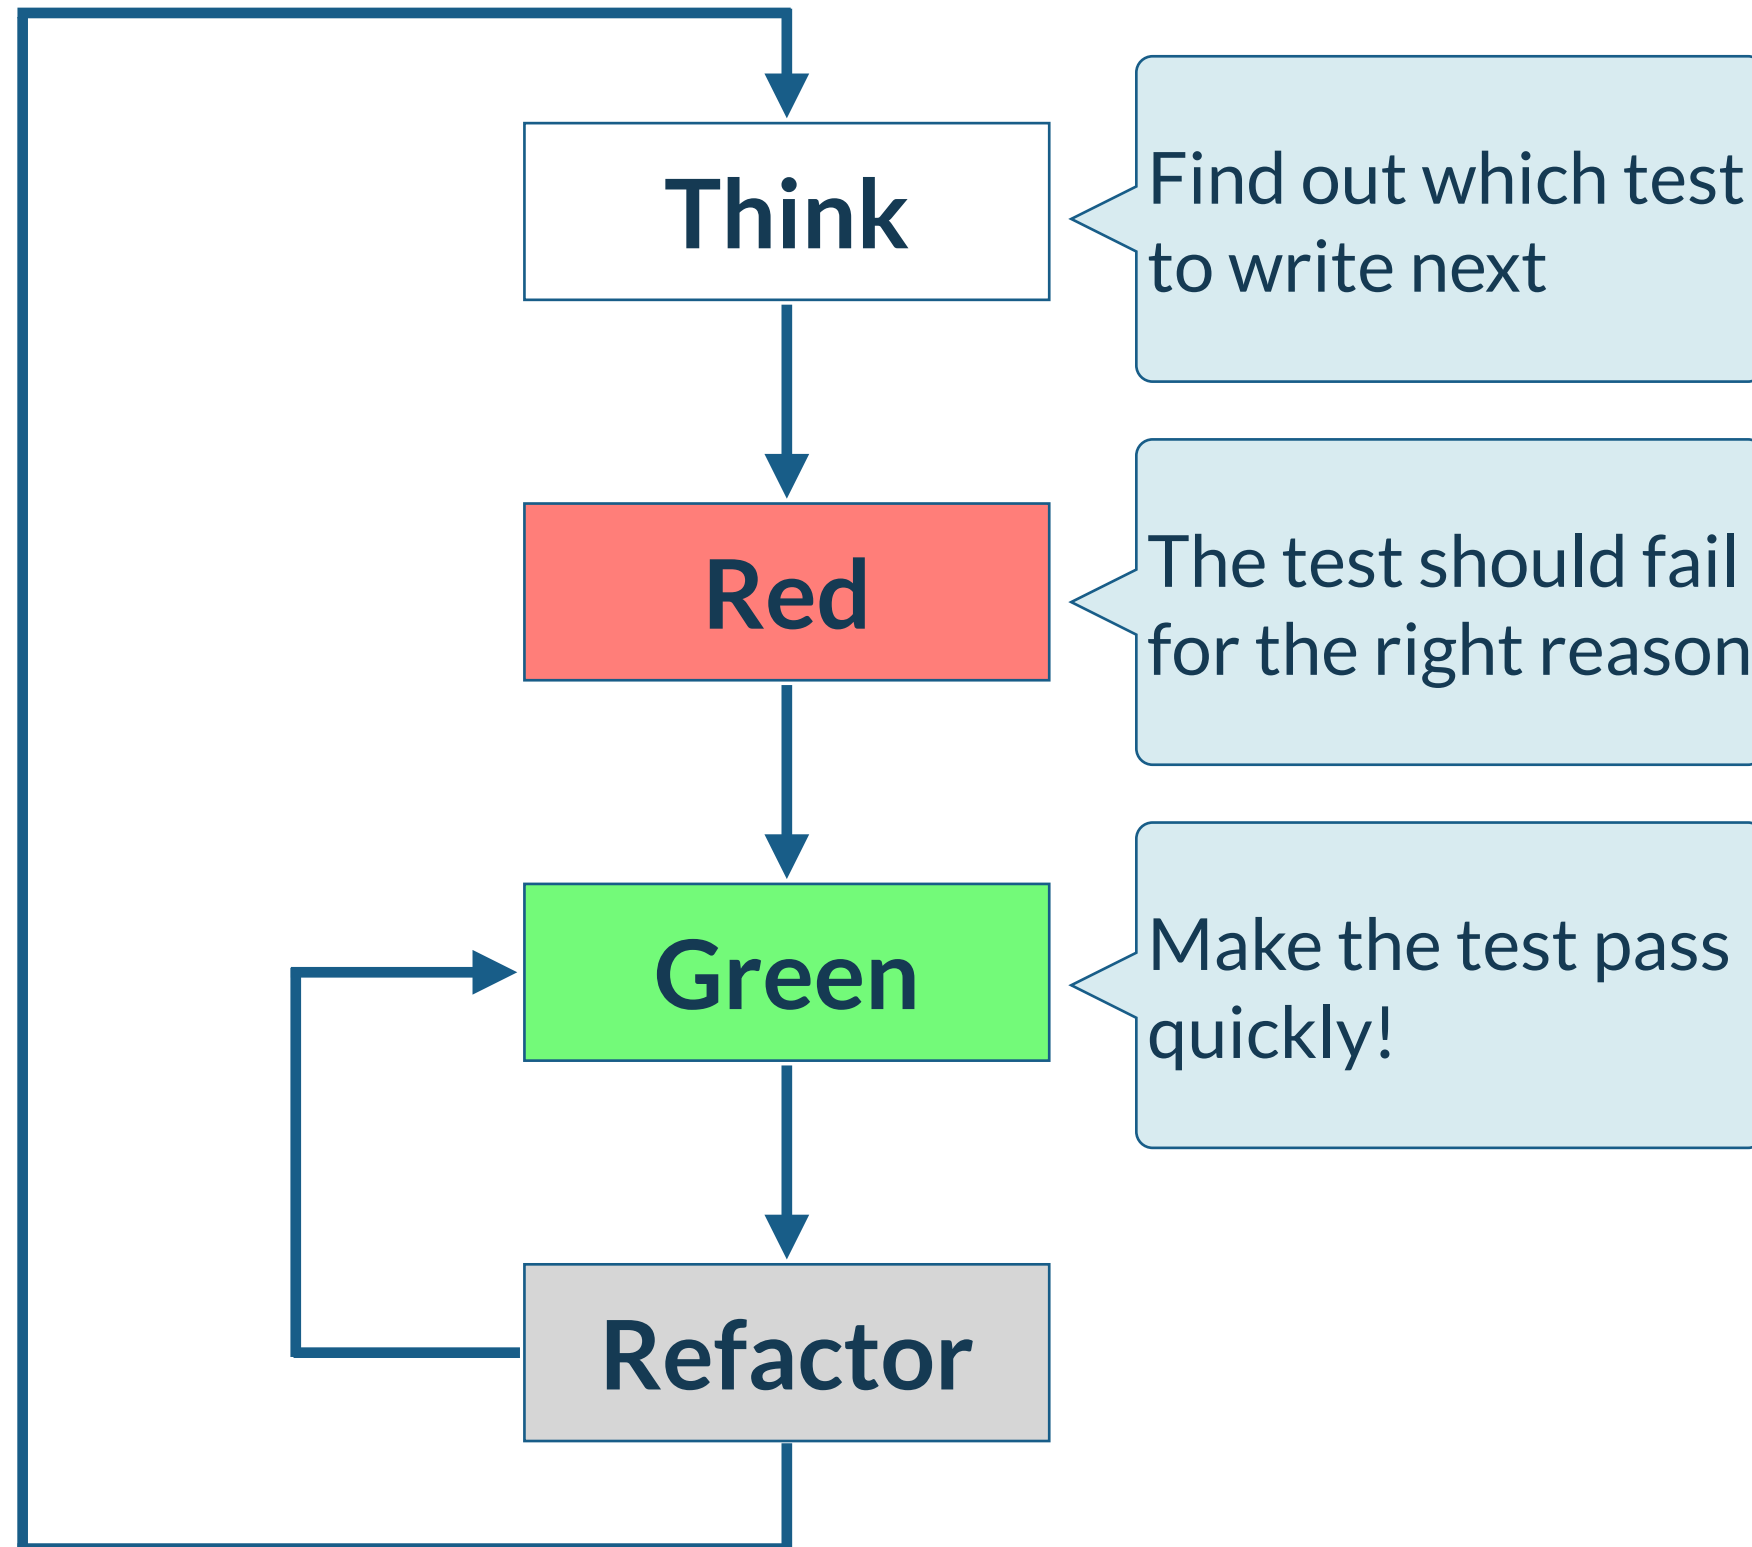 Think
Find out which test
to write next
Red
The test should fail
for the right reason
Green
Make the test pass
quickly!
Refactor